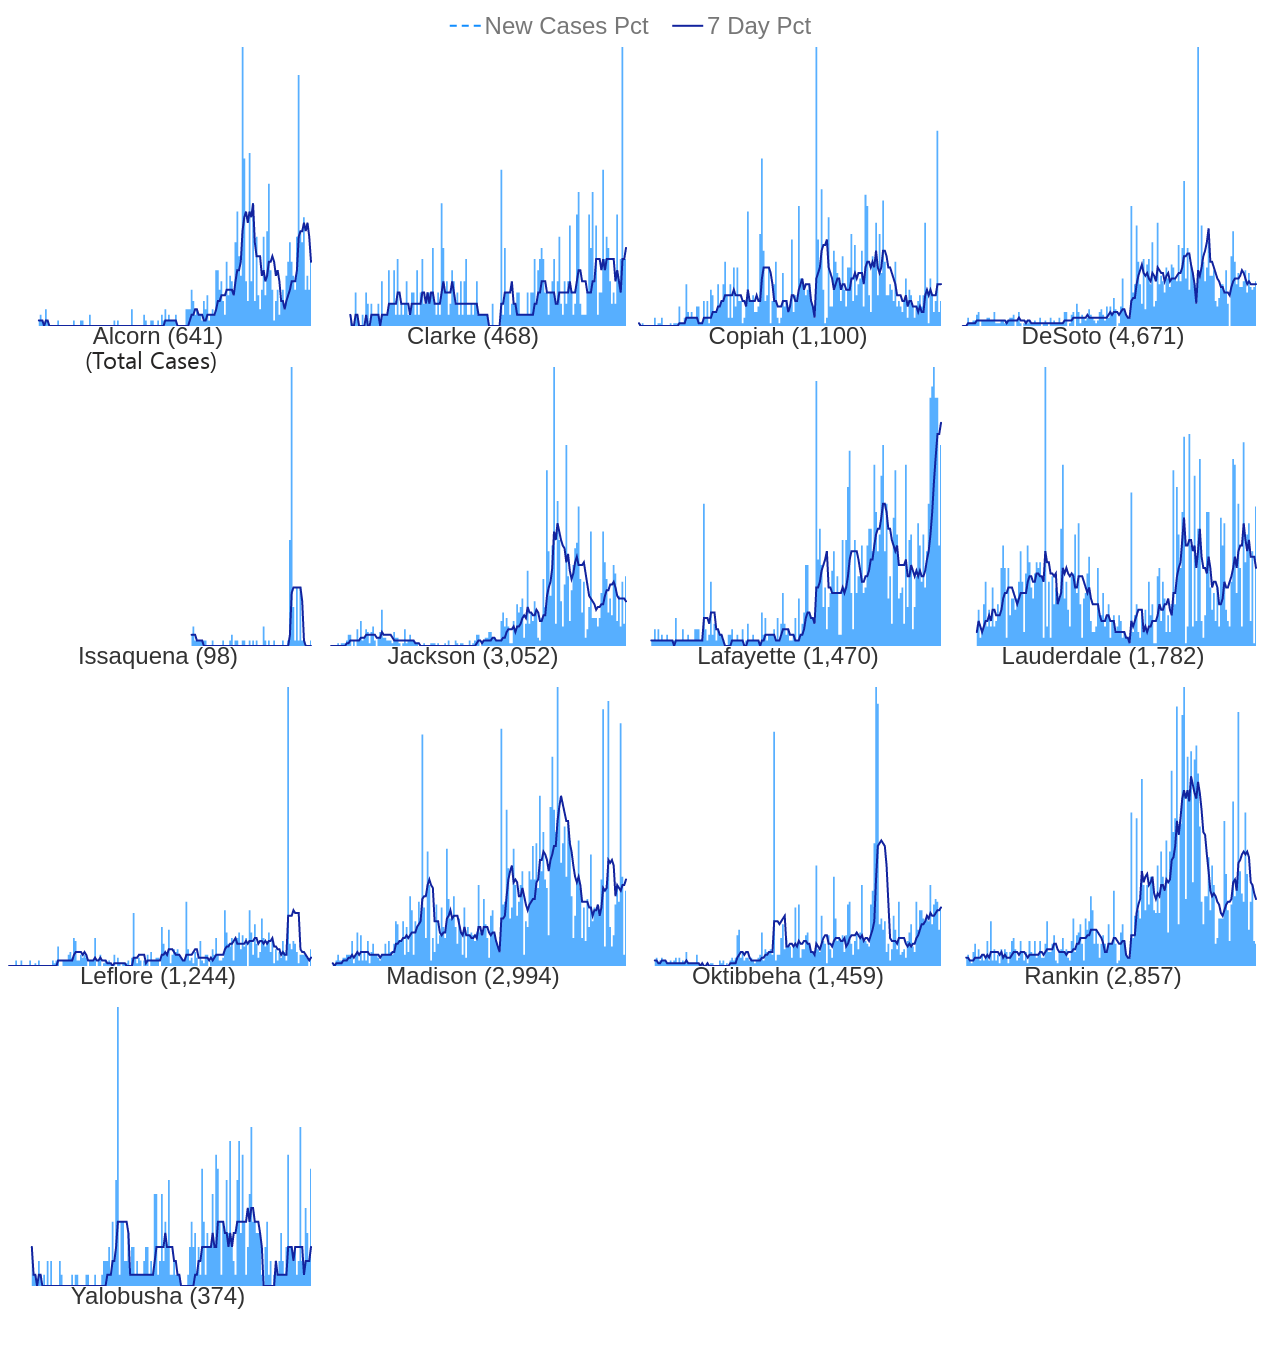 New Cases Pct 7 Day Pct
Alcorn (641) Clarke (468) Copiah (1,100) DeSoto (4,671)
(Total Cases)
Issaquena (98) Jackson (3,052) Lafayette (1,470) Lauderdale (1,782)
Leflore (1,244) Madison (2,994) Oktibbeha (1,459) Rankin (2,857)
Yalobusha (374)